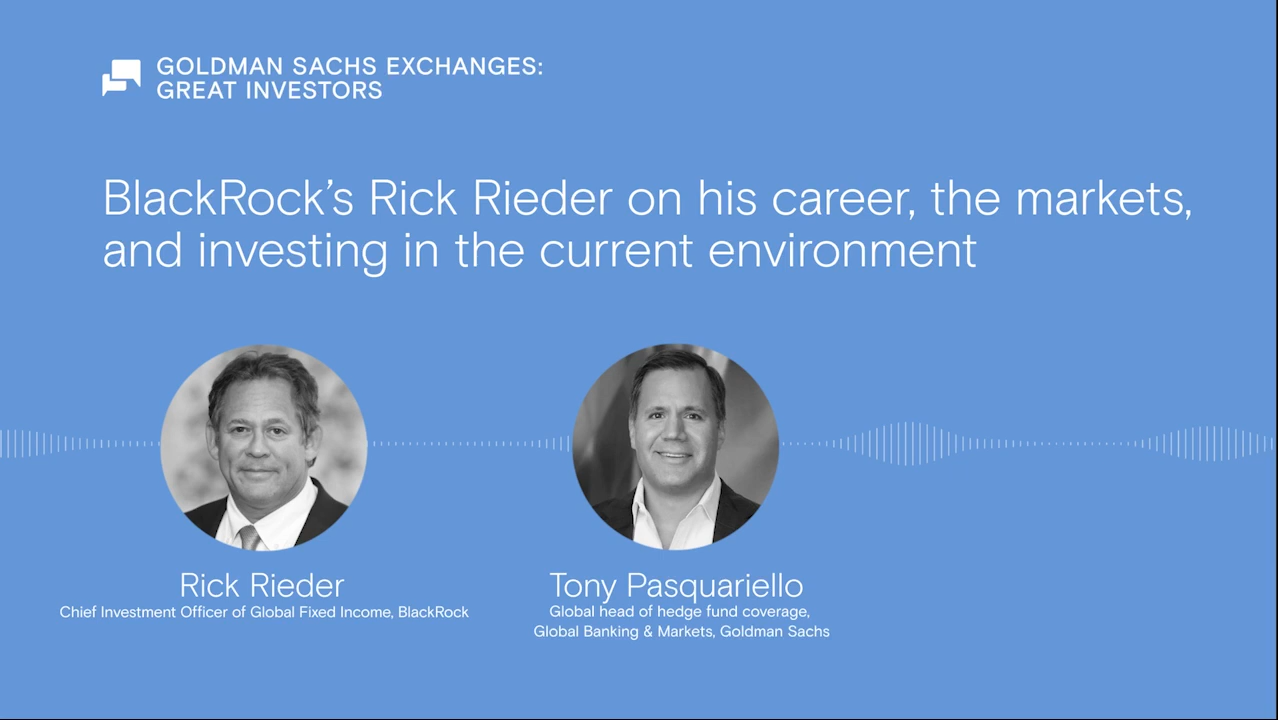 GOLDMAN SACHS EXCHANGES:
GREAT INVESTORS
BlackRock’s Rick Rieder on his career, the markets,
and investing in the current environment
Rick Rieder
Chief Investment Officer of Global Fixed Income, BlackRock
Tony Pasquariello
Global head of hedge fund coverage,
Global Banking & Markets, Goldman Sachs